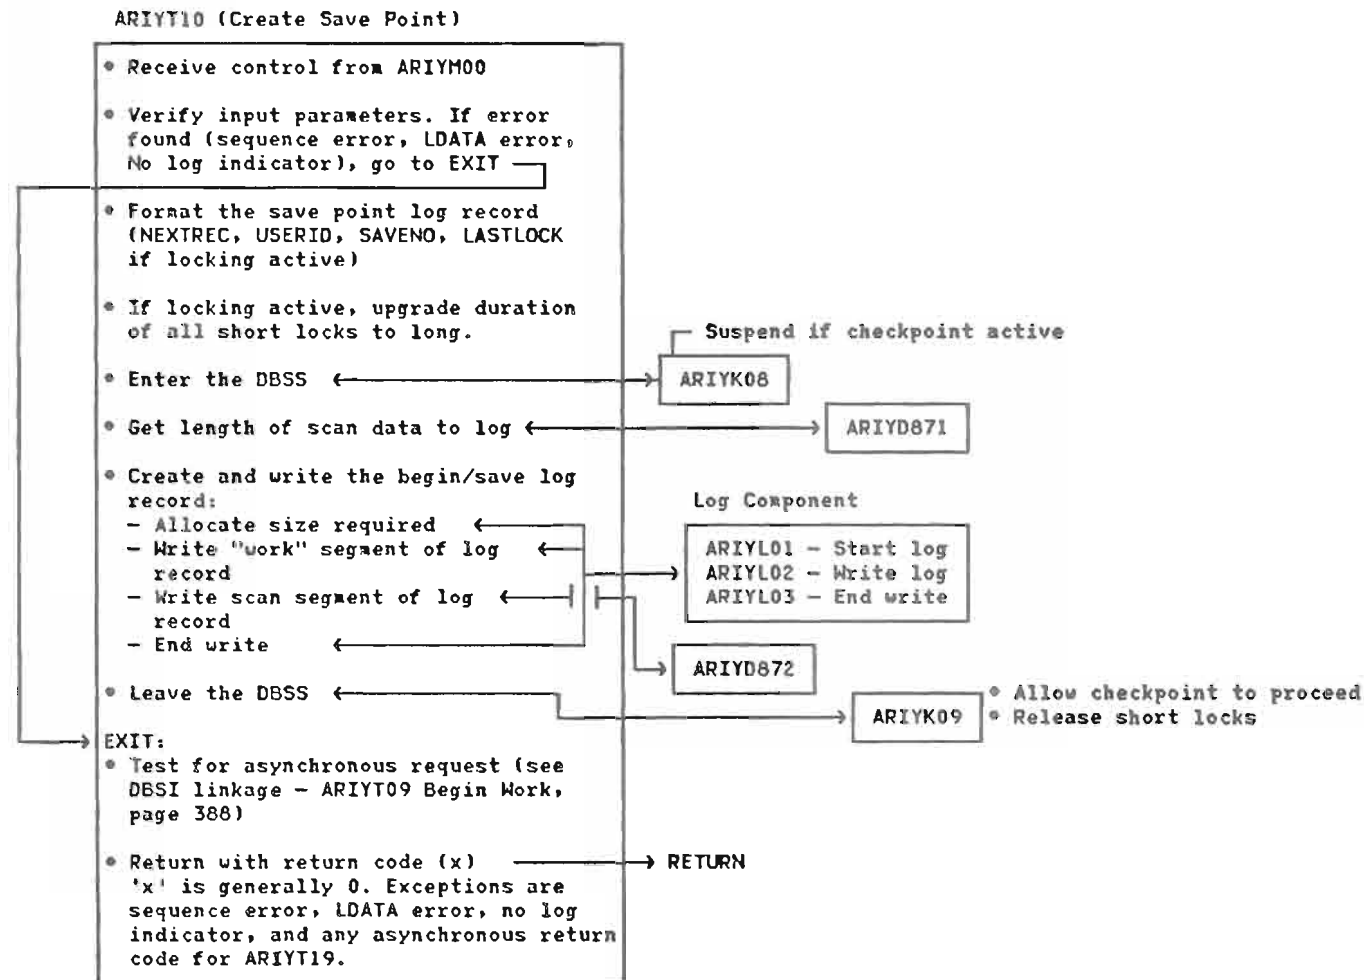 ARIYT10 (Create Save Point)
• Receive control from ARIYM00
• Verify input parameters. If error
found (sequence error, LDATA error,
No log indicator), go to EXIT
• Format the save point log record
(NEXTREC, USERID, SAVENO, LASTLOCK
if locking active)
• If locking active, upgrade duration
of all short locks to long.
Suspend if checkpoint active
• Enter the DBSS
ARIYK08
• Get length of scan data to log
ARIYD871
• Create and write the begin/save log
record:
Log Component
- Allocate size required
- Write "work" segment of log
record
- Write scan segment of log
record
- End write
ARIYL01 - Start log
ARIYL02 - Write log
ARIYL03 - End write
ARIYD872
• Leave the DBSS
ARIYK09
• Allow checkpoint to proceed
• Release short locks
EXIT:
• Test for asynchronous request (see
DBSI linkage - ARIYT09 Begin Work,
page 388)
• Return with return code (x)
RETURN
'x' is generally 0. Exceptions are
sequence error, LDATA error, no log
indicator, and any asynchronous return
code for ARIYT19.